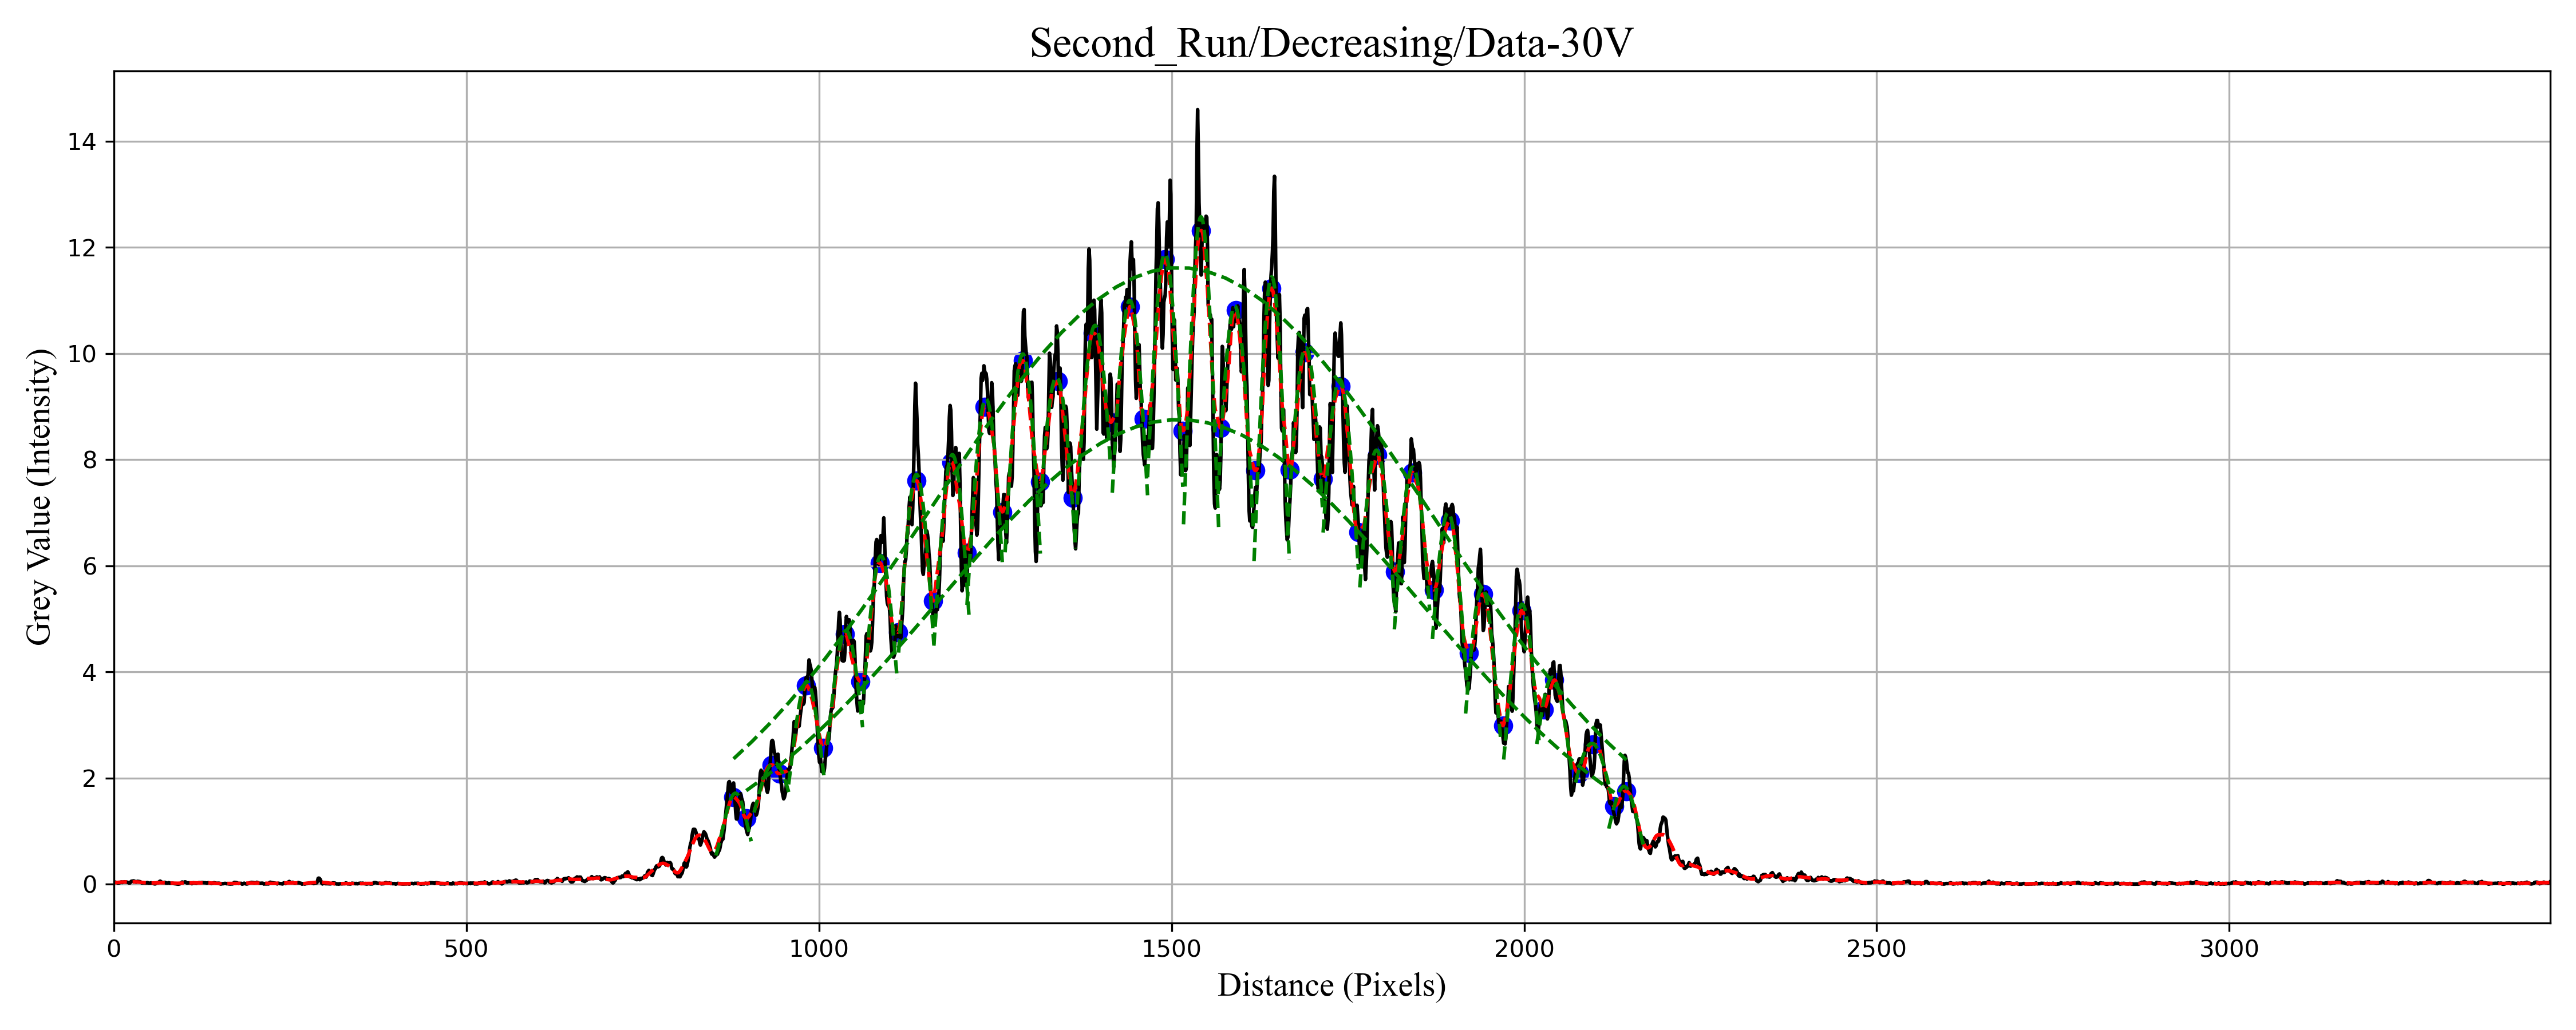 Second_Run/Decreasing/Data-30V
Grey Value (Intensity)
14
12
10
8
6
4
2
0
0 500 1000 1500 2000 2500 3000
Distance (Pixels)